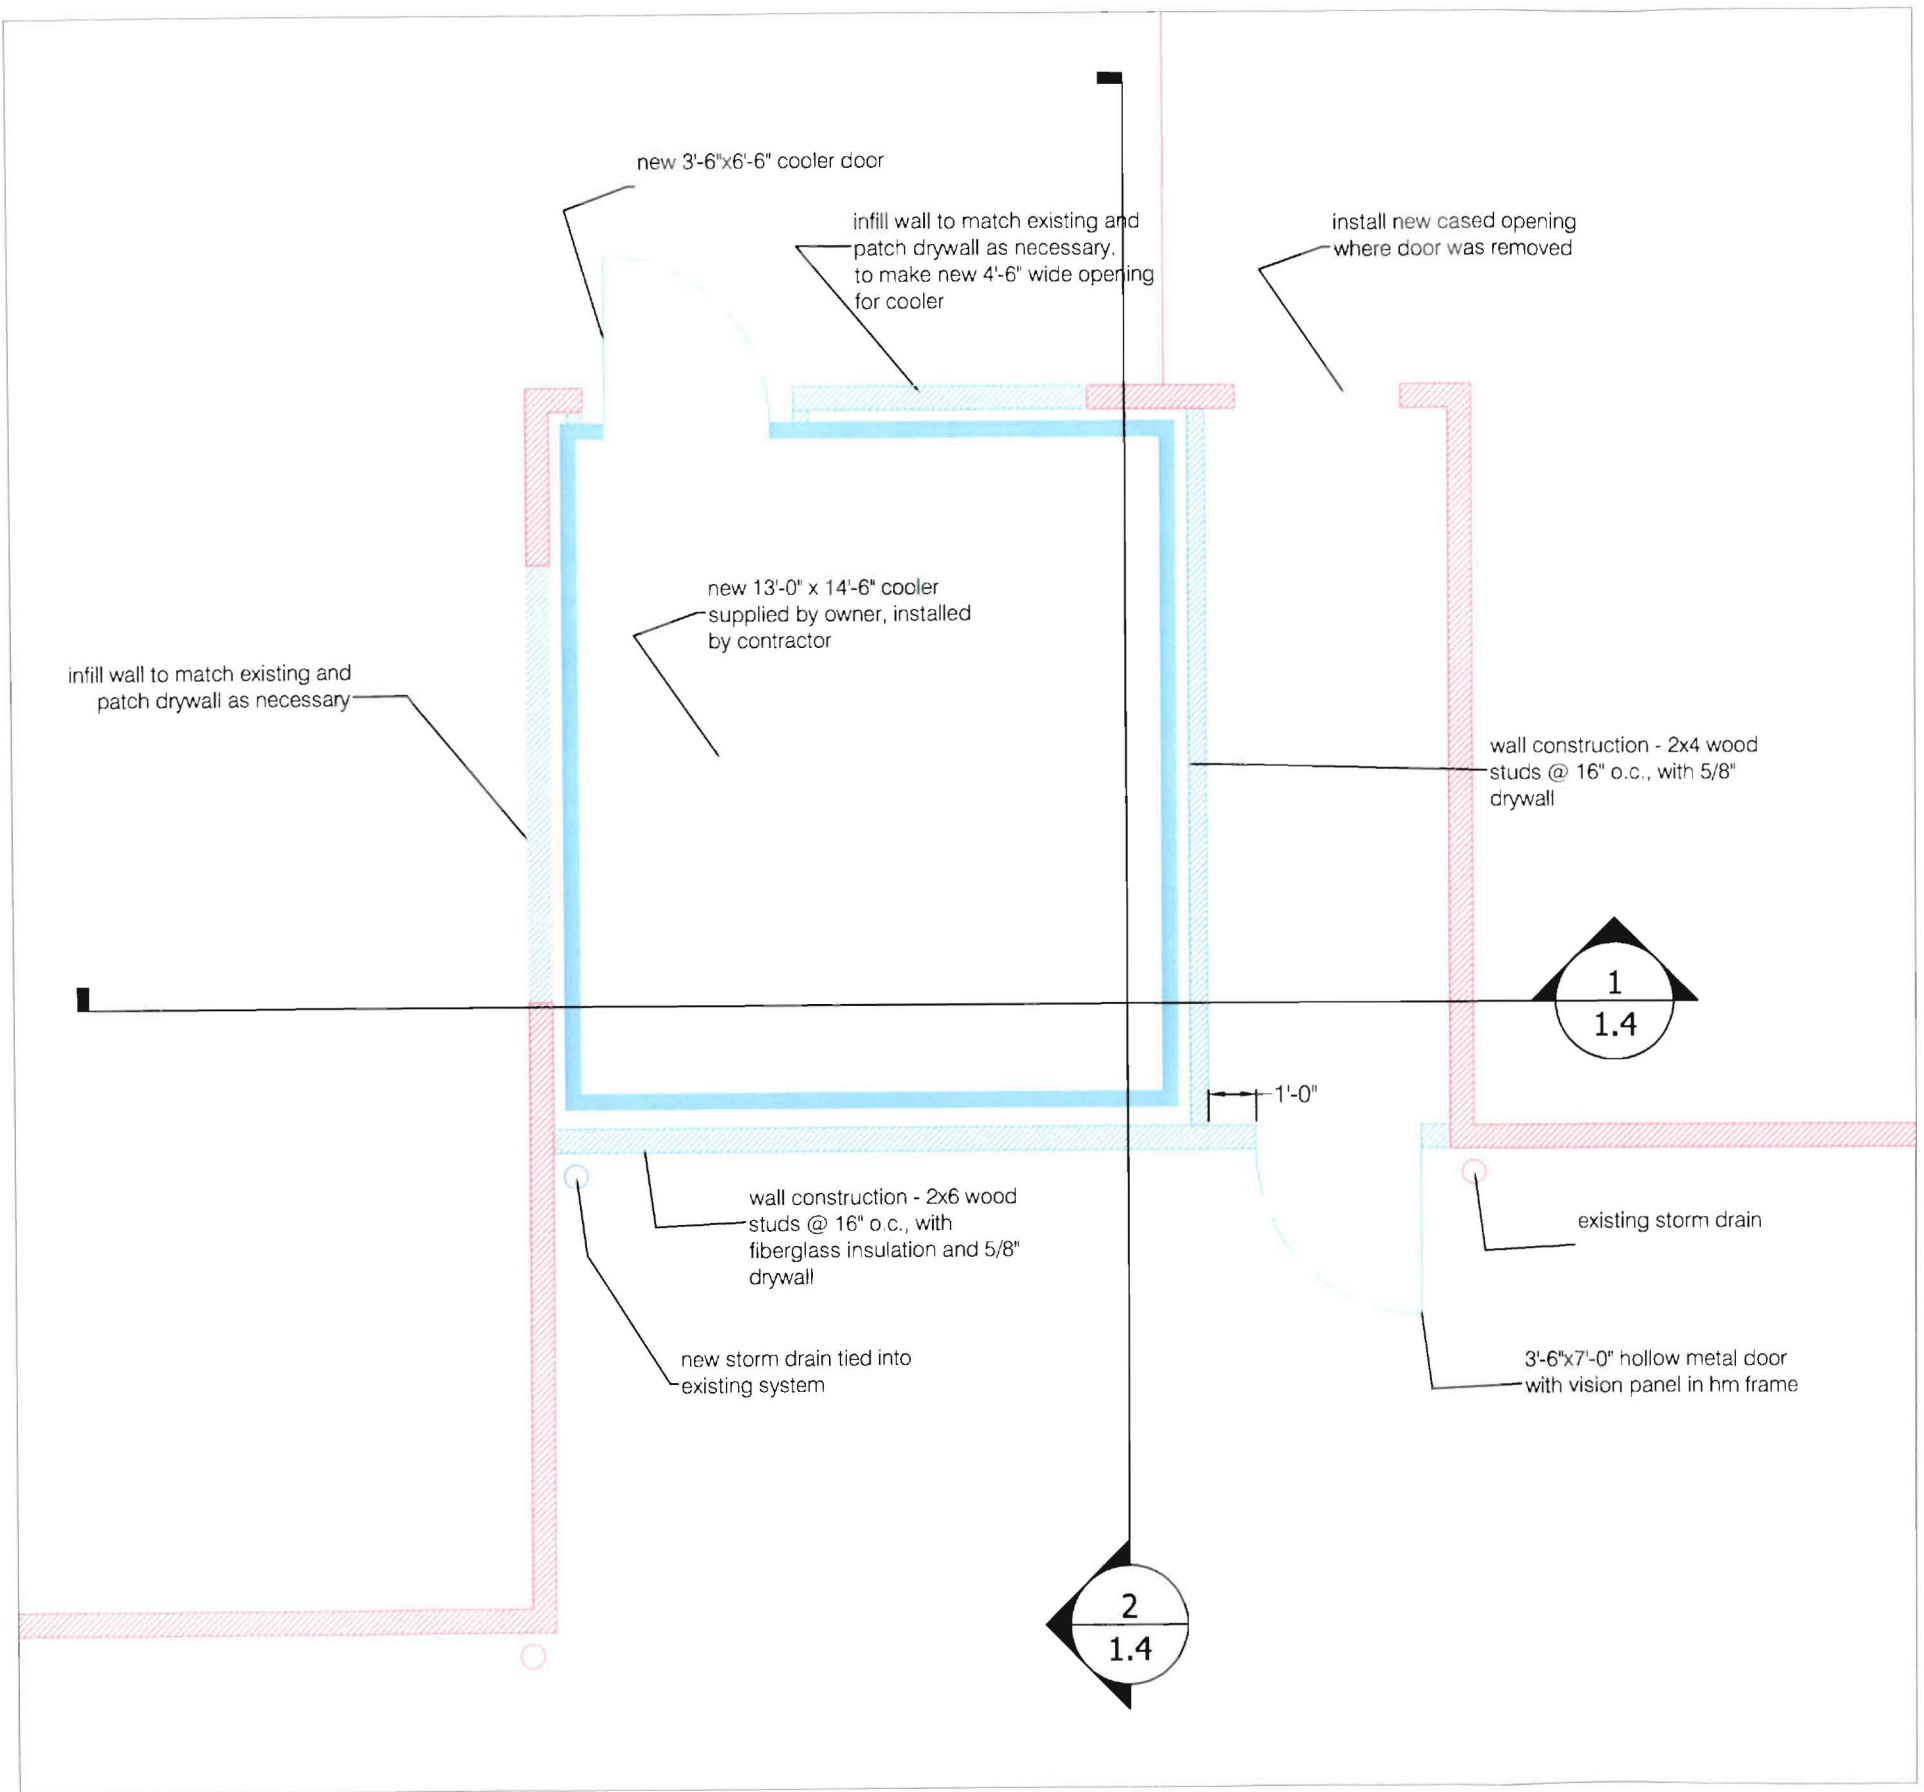 new 3'-6"x6'-6" cooler door
infill wall to match existing and
patch drywall as necessary,
to make new 4'-6" wide opening
for cooler
install new cased opening
where door was removed
new 13'-0" x 14'-6" cooler
supplied by owner, installed
by contractor
infill wall to match existing and
patch drywall as necessary
wall construction - 2x4 wood
studs @ 16" o.c., with 5/8"
drywall
1
1.4
1'-0"
wall construction - 2x6 wood
studs @ 16" o.c., with
fiberglass insulation and 5/8"
drywall
existing storm drain
new storm drain tied into
existing system
3'-6"x7'-0" hollow metal door
with vision panel in hm frame
2
1.4